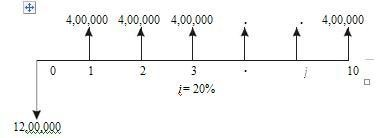 4,00,000 4,00,000 4,00,000 . . 4,00,000
0 1 2 3 . j 10
i = 20%
12,00,000